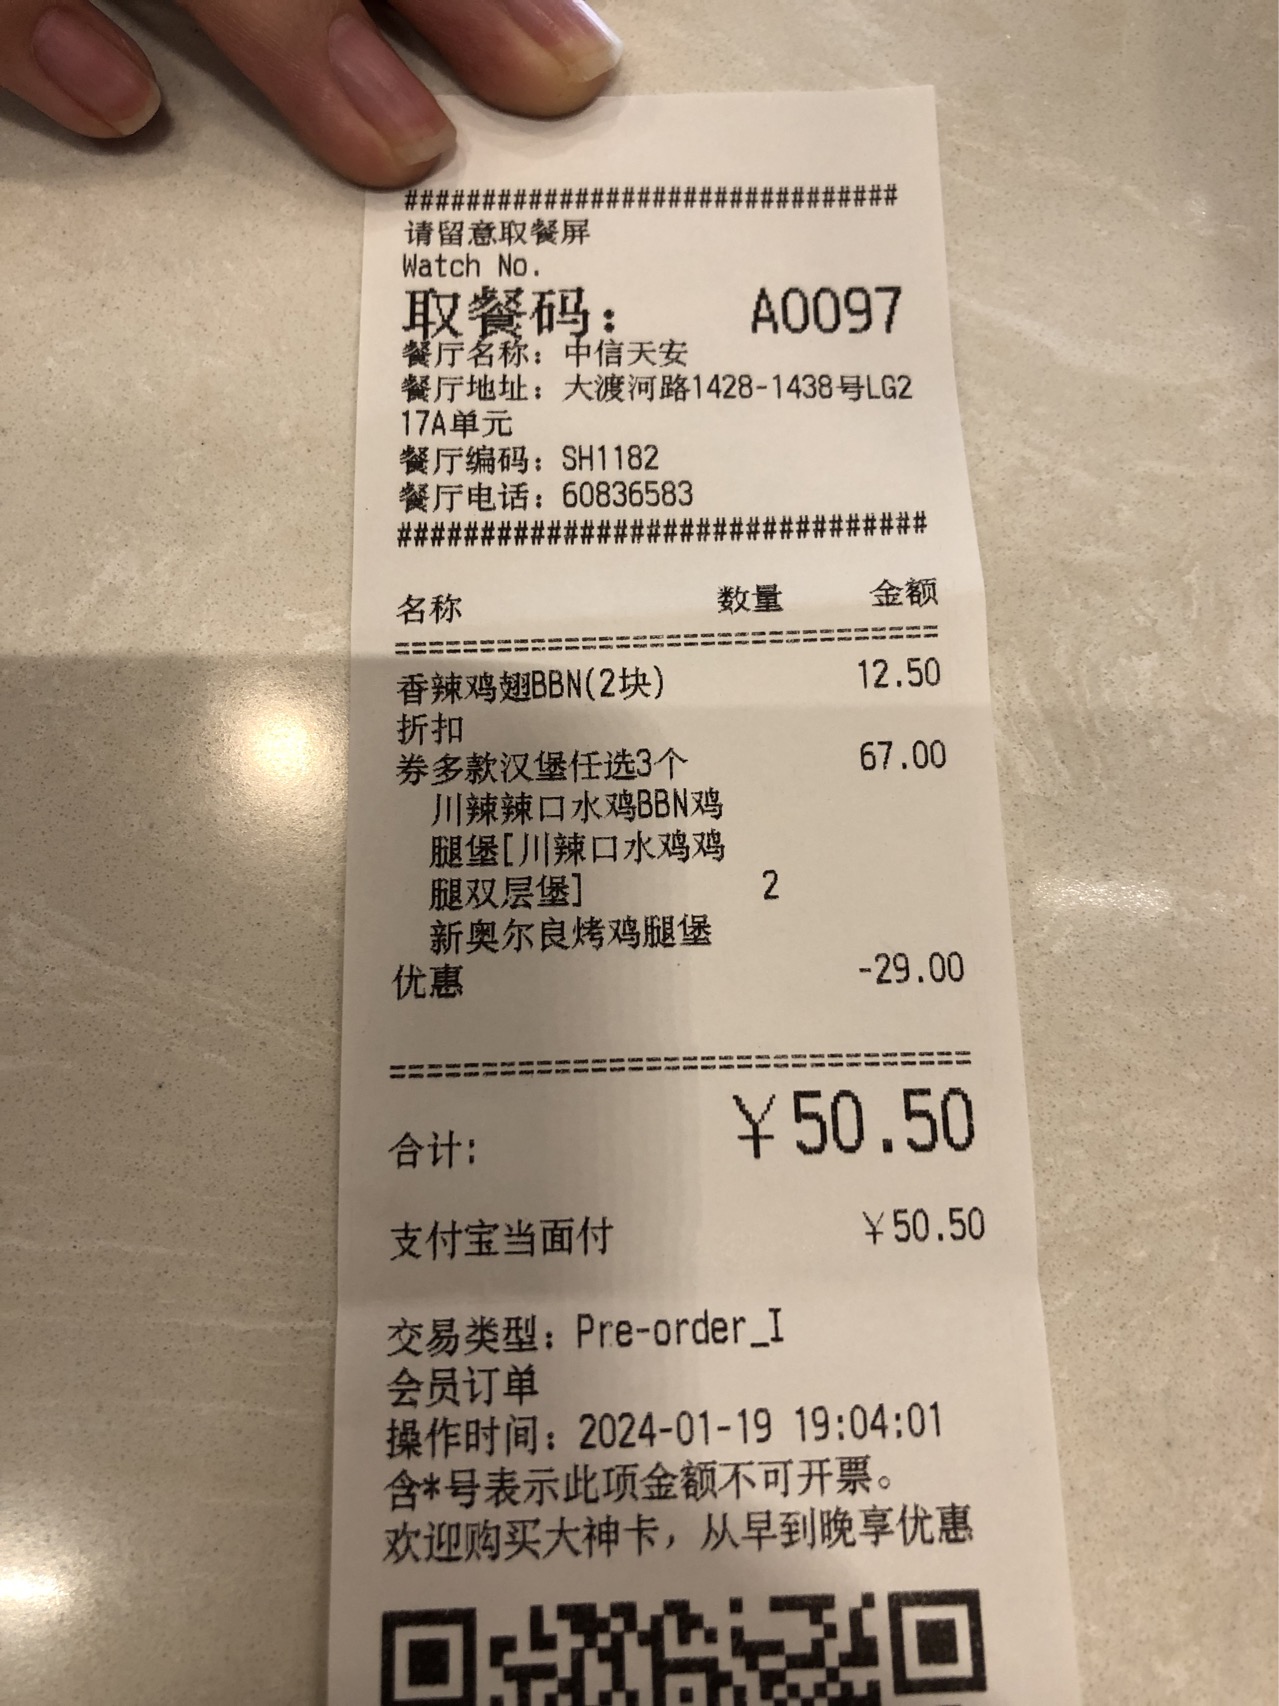 ################################
请留意取餐屏
Watch No.
取餐码： A0097
餐厅名称：中信天安
餐厅地址：大渡河路1428-1438号LG2
17A单元
餐厅编码：SH1182
餐厅电话：60836583
################################
名称 数量 金额
================================
香辣鸡翅BBN(2块) 12.50
折扣
券多款汉堡任选3个 67.00
川辣辣口水鸡BBN鸡
腿堡[川辣口水鸡鸡
腿双层堡] 2
新奥尔良烤鸡腿堡
优惠 -29.00
================================
合计: ￥50.50
支付宝当面付 ￥50.50
交易类型：Pre-order_I
会员订单
操作时间：2024-01-19 19:04:01
含*号表示此项金额不可开票。
欢迎购买大神卡，从早到晚享优惠